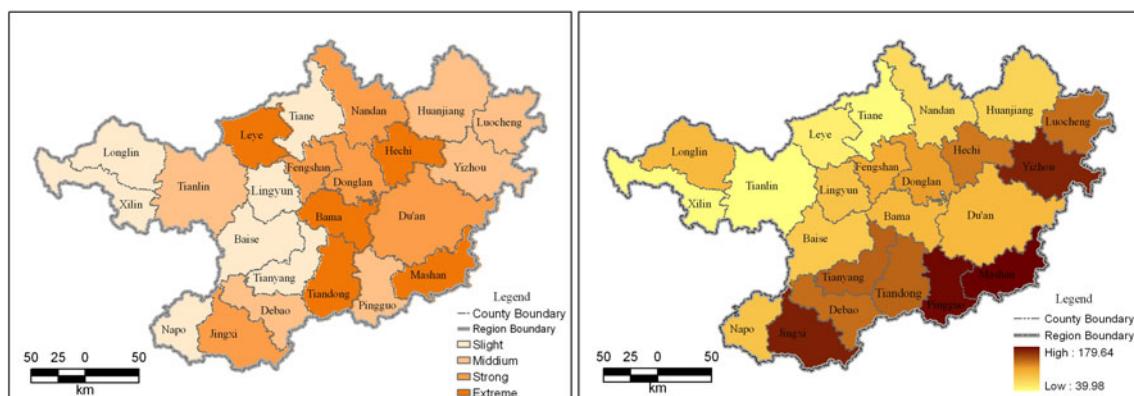 Tiane
Nandan
Huanjiang
Luocheng
Leye
Longlin
Hechi
Fengshan
Yizhou
Tianlin
Donglan
Lingyun
Xilin
Bama
Du'an
Baise
Mashan
Tianyang
Tiandong
Pingguo
Debao
Napo
Jingxi
Legend
County Boundary
Region Boundary
Slight
Middium
Strong
Extreme
50 25 0 50
km
Tiane
Nandan
Huanjiang
Luocheng
Leye
Longlin
Hechi
Fengshan
Yizhou
Tianlin
Donglan
Lingyun
Xilin
Bama
Du'an
Baise
Mashan
Tianyang
Tiandong
Pingguo
Debao
Napo
Jingxi
Legend
County Boundary
Region Boundary
High : 179.64
Low : 39.98
50 25 0 50
km